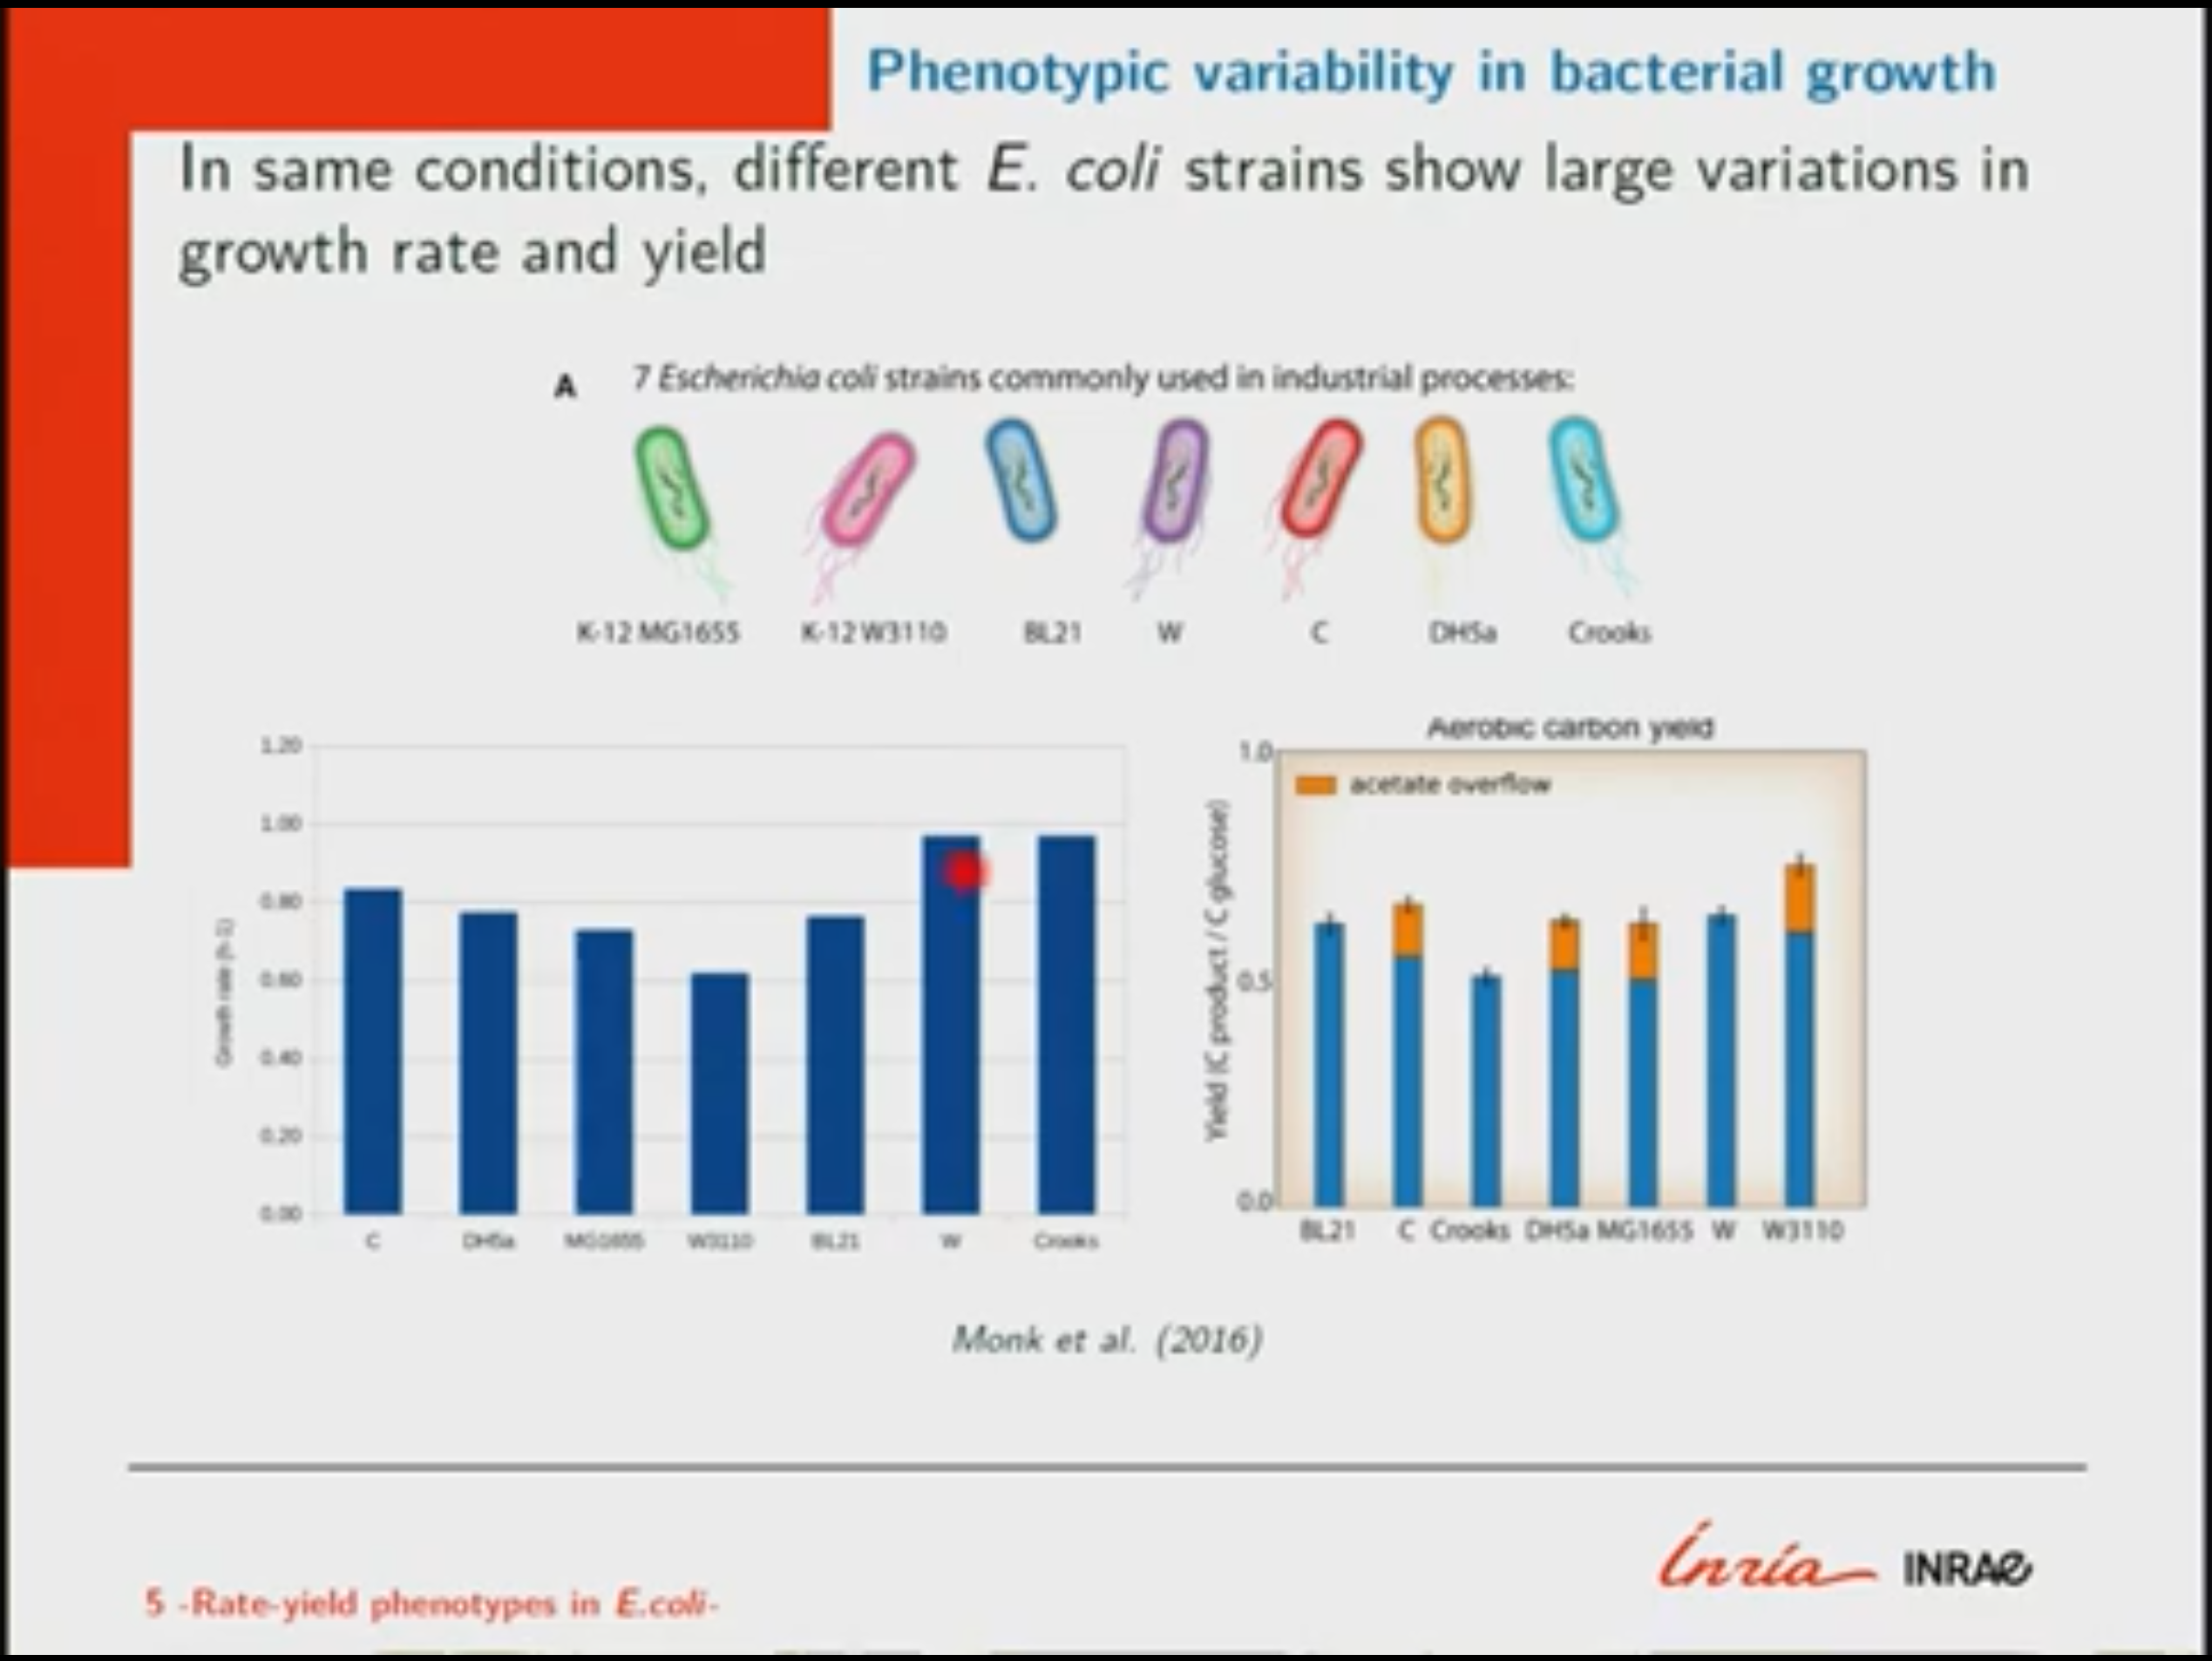 Phenotypic variability in bacterial growth
In same conditions, different E. coli strains show large variations in
growth rate and yield
A 7 Escherichia coli strains commonly used in industrial processes:
K-12 MG1655 K-12 W3110 BL21 W C DH5a Crooks
Growth rate (h-1)
1.20
1.00
0.80
0.60
0.40
0.20
0.00
C DH5a MG1655 W3110 BL21 W Crooks
Aerobic carbon yield
acetate overflow
Yield (C product / C glucose)
1.0
0.5
0.0
BL21 C Crooks DH5a MG1655 W W3110
Monk et al. (2016)
5 -Rate-yield phenotypes in E.coli-
Inria INRAE